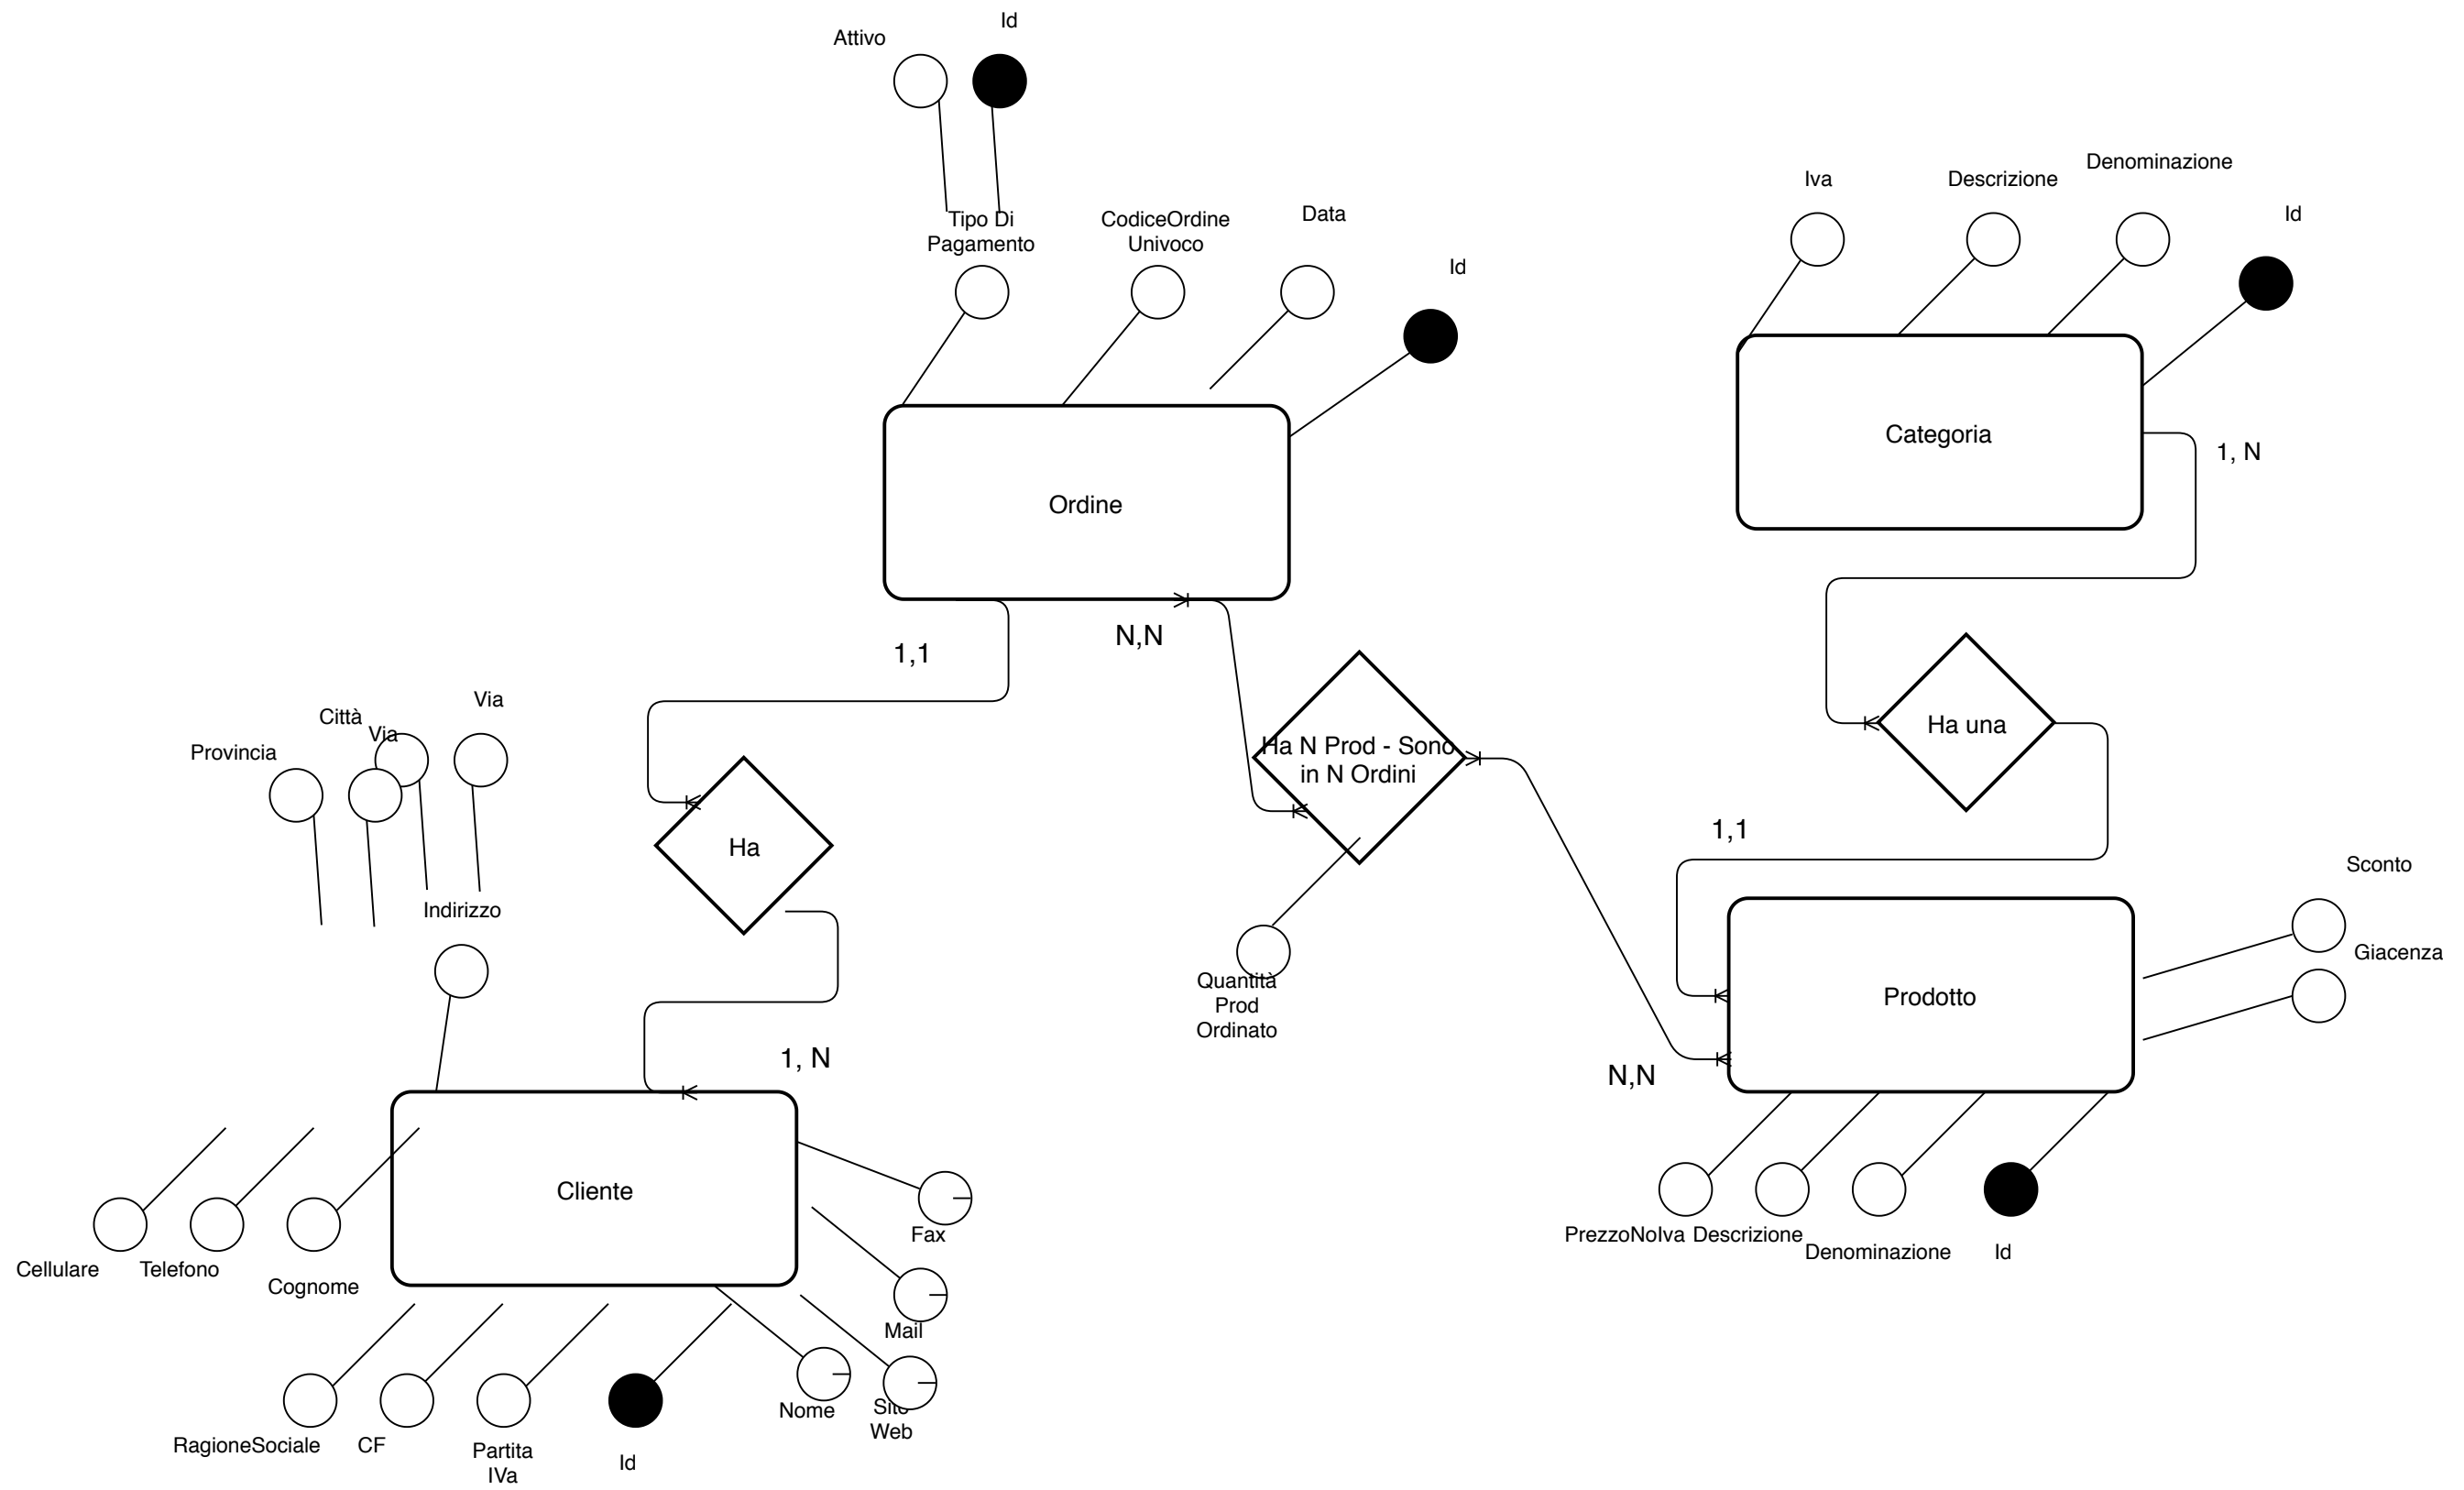 Id
Attivo
Denominazione
Iva
Descrizione
Id
Data
Tipo Di
Pagamento
CodiceOrdine
Univoco
Id
Categoria
1, N
Ordine
N,N
1,1
Via
Città
Via
Provincia
Ha una
Ha N Prod - Sono
in N Ordini
1,1
Ha
Sconto
Indirizzo
Giacenza
Quantità
Prod
Ordinato
Prodotto
1, N
N,N
Cliente
Fax
PrezzoNoIva
Descrizione
Denominazione
Id
Cellulare
Telefono
Cognome
Mail
Nome
Sito
Web
RagioneSociale
CF
Partita
IVa
Id